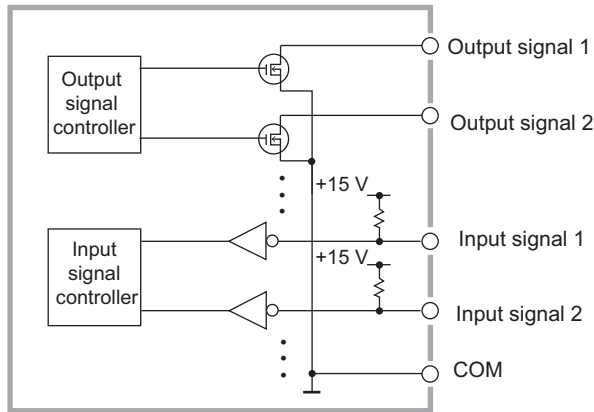 Output signal 1
Output
signal
controller
Output signal 2
+15 V
Input signal 1
Input
signal
controller
+15 V
Input signal 2
COM